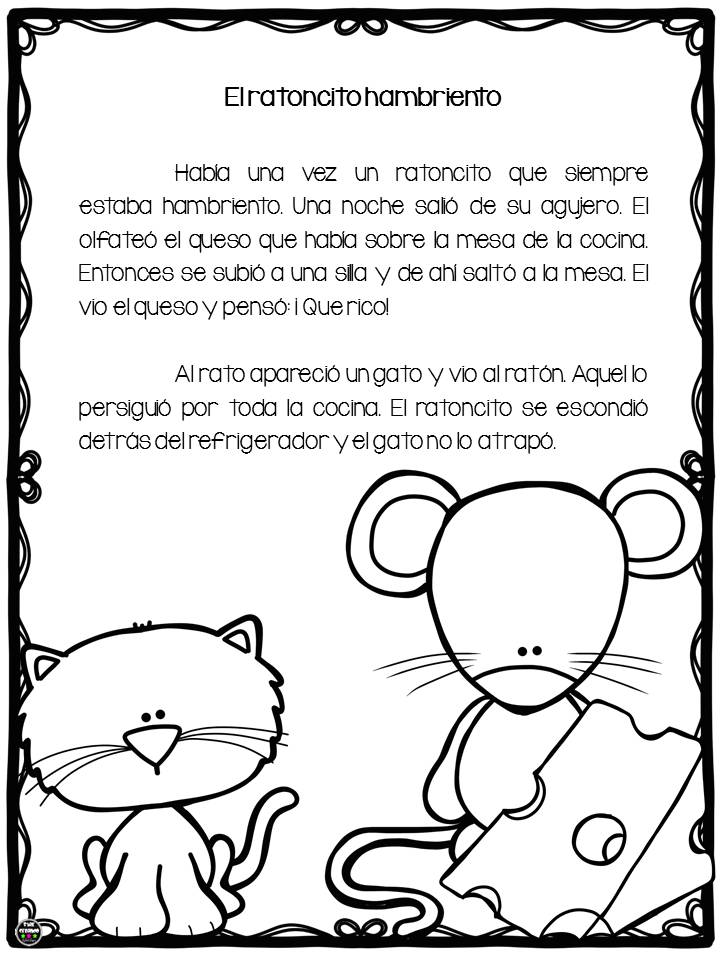 El ratoncito hambriento
Había una vez un ratoncito que siempre
estaba hambriento. Una noche salió de su agujero. El
olfateó el queso que había sobre la mesa de la cocina.
Entonces se subió a una silla y de ahí saltó a la mesa. El
vio el queso y pensó: ¡ Que rico!
Al rato apareció un gato y vio al ratón. Aquel lo
persiguió por toda la cocina. El ratoncito se escondió
detrás del refrigerador y el gato no lo atrapó.